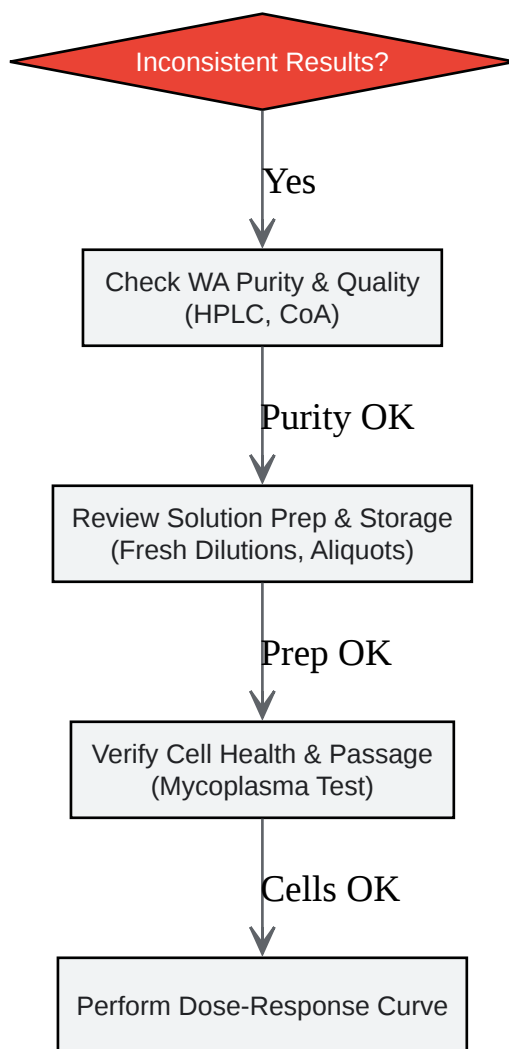 Inconsistent Results?
Yes
Check WA Purity & Quality
(HPLC, CoA)
Purity OK
Review Solution Prep & Storage
(Fresh Dilutions, Aliquots)
Prep OK
Verify Cell Health & Passage
(Mycoplasma Test)
Cells OK
Perform Dose-Response Curve